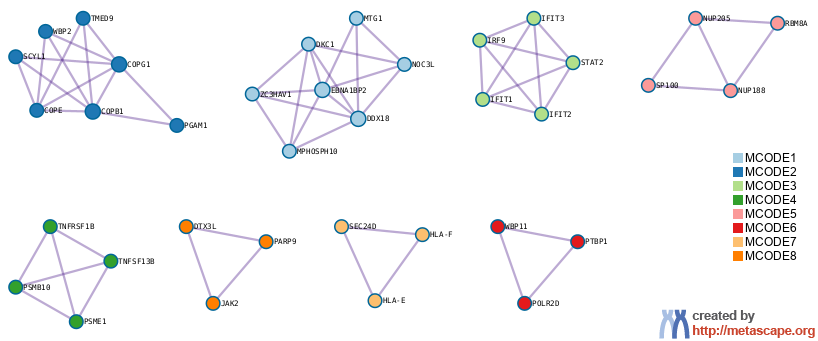 TMED9
WBP2
SCYL1
COPG1
COPE
COPB1
PGAM1
MTG1
DKC1
NOC3L
ZC3HAV1
EBNA1BP2
DDX18
MPHOSPH10
IFIT3
IRF9
STAT2
IFIT1
IFIT2
NUP205
RBM8A
SP100
NUP188
MCODE1
MCODE2
MCODE3
MCODE4
MCODE5
MCODE6
MCODE7
MCODE8
TNFRSF1B
TNFSF13B
PSMB10
PSME1
DTX3L
PARP9
JAK2
SEC24D
HLA-F
HLA-E
WBP11
PTBP1
POLR2D
created by
http://metascape.org